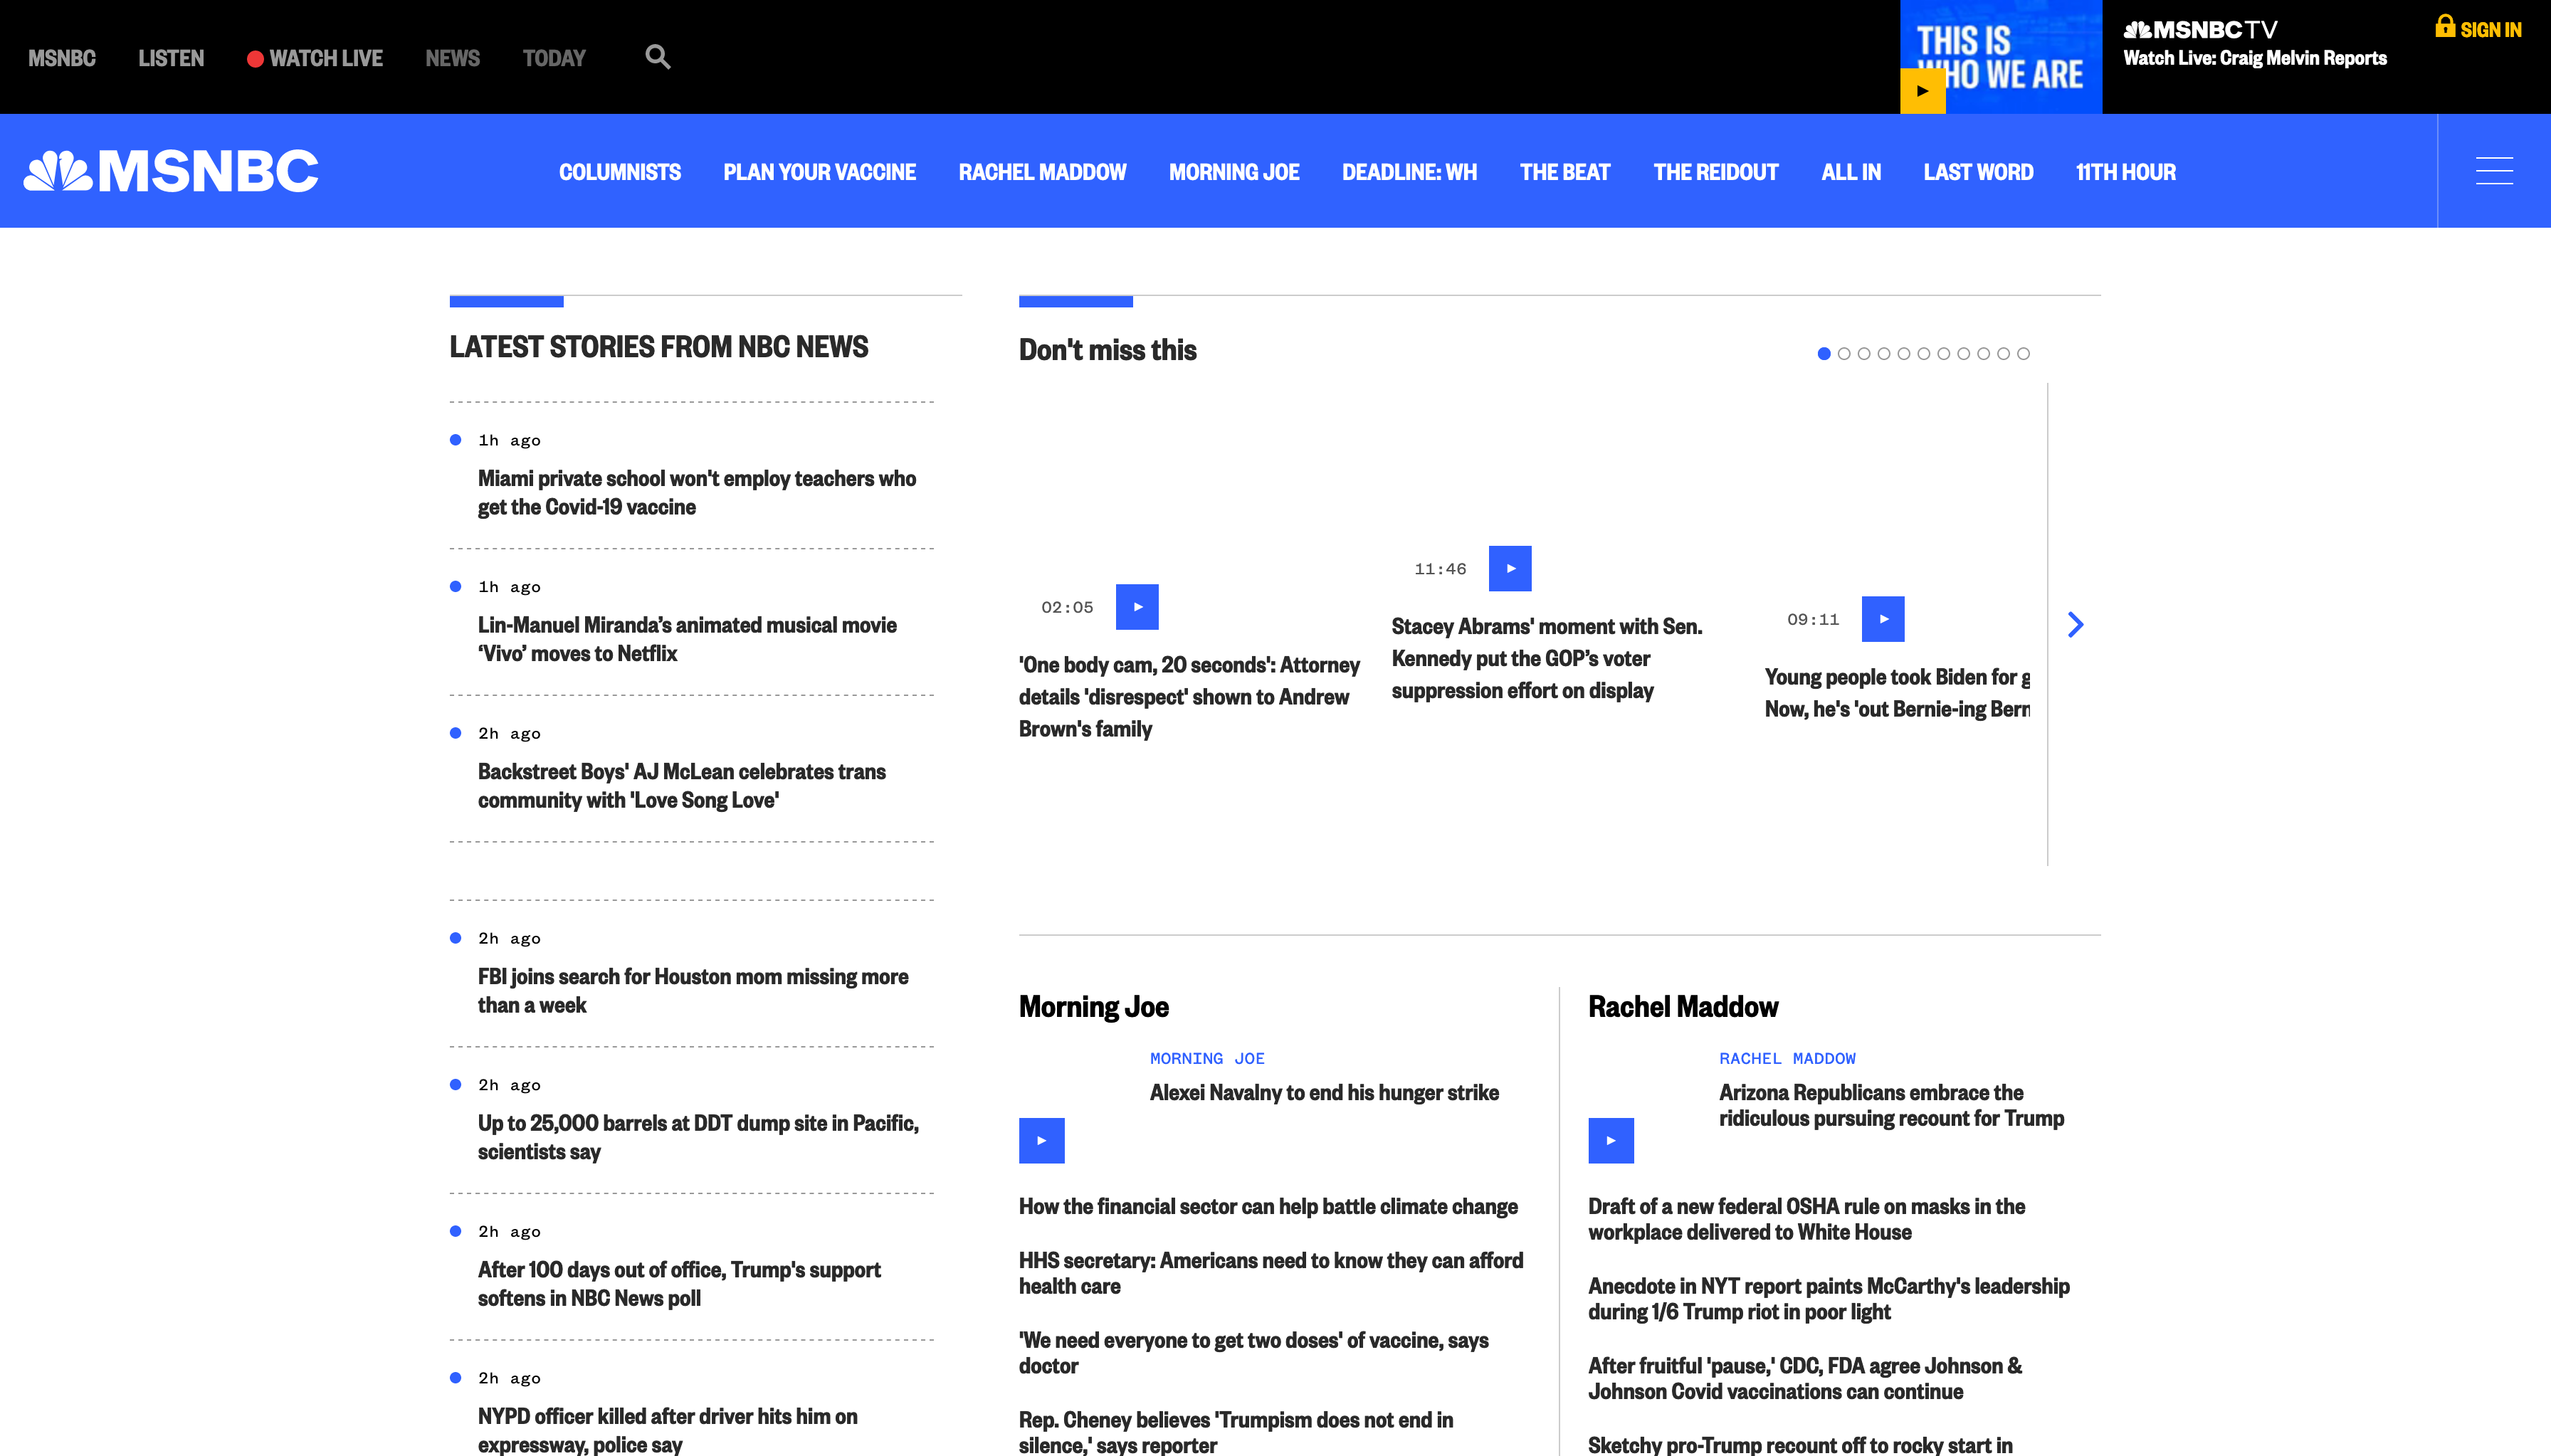 MSNBC
LISTEN
WATCH LIVE
NEWS
TODAY
THIS IS
WHO WE ARE
MSNBC TV
Watch Live: Craig Melvin Reports
SIGN IN
MSNBC
COLUMNISTS
PLAN YOUR VACCINE
RACHEL MADDOW
MORNING JOE
DEADLINE: WH
THE BEAT
THE REIDOUT
ALL IN
LAST WORD
11TH HOUR
LATEST STORIES FROM NBC NEWS
1h ago
Miami private school won't employ teachers who
get the Covid-19 vaccine
1h ago
Lin-Manuel Miranda’s animated musical movie
‘Vivo’ moves to Netflix
2h ago
Backstreet Boys' AJ McLean celebrates trans
community with 'Love Song Love'
2h ago
FBI joins search for Houston mom missing more
than a week
2h ago
Up to 25,000 barrels at DDT dump site in Pacific,
scientists say
2h ago
After 100 days out of office, Trump's support
softens in NBC News poll
2h ago
NYPD officer killed after driver hits him on
expressway, police say
Don't miss this
02:05
'One body cam, 20 seconds': Attorney
details 'disrespect' shown to Andrew
Brown's family
11:46
Stacey Abrams' moment with Sen.
Kennedy put the GOP’s voter
suppression effort on display
09:11
Young people took Biden for g
Now, he's 'out Bernie-ing Bern
Morning Joe
MORNING JOE
Alexei Navalny to end his hunger strike
How the financial sector can help battle climate change
HHS secretary: Americans need to know they can afford
health care
'We need everyone to get two doses' of vaccine, says
doctor
Rep. Cheney believes 'Trumpism does not end in
silence,' says reporter
Rachel Maddow
RACHEL MADDOW
Arizona Republicans embrace the
ridiculous pursuing recount for Trump
Draft of a new federal OSHA rule on masks in the
workplace delivered to White House
Anecdote in NYT report paints McCarthy's leadership
during 1/6 Trump riot in poor light
After fruitful 'pause,' CDC, FDA agree Johnson &
Johnson Covid vaccinations can continue
Sketchy pro-Trump recount off to rocky start in